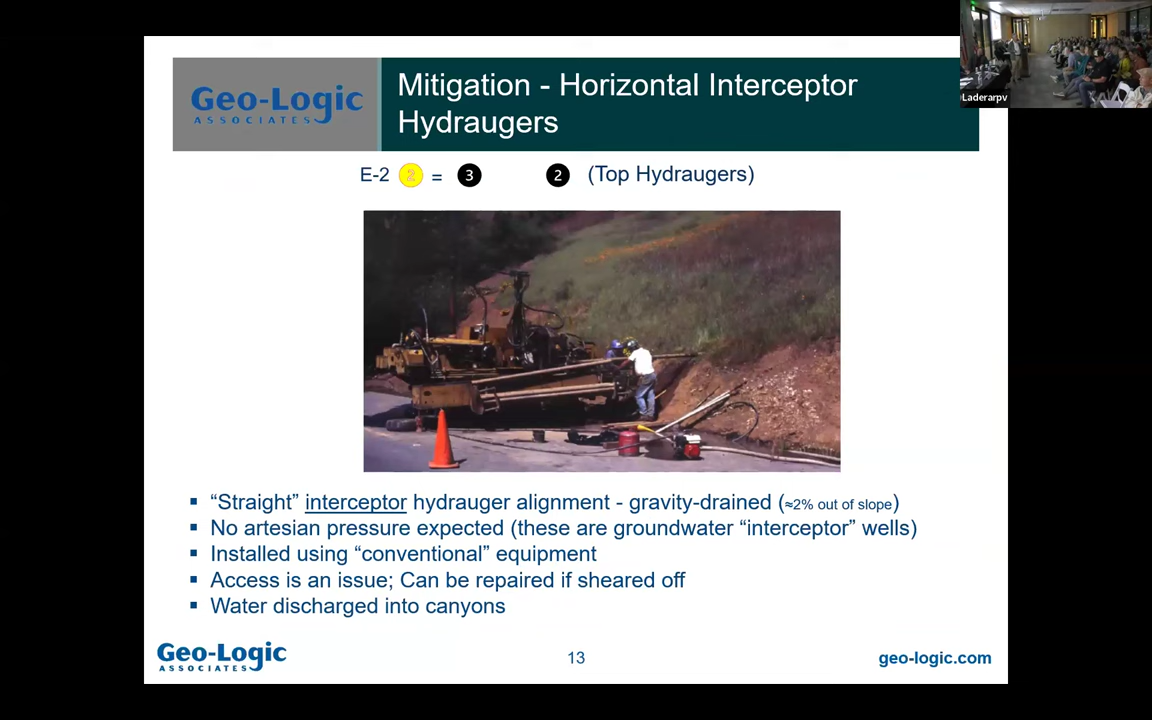 Geo-Logic
ASSOCIATES
Mitigation - Horizontal Interceptor
Hydraugers
@Laderarpv
E-2 2 = 3 2 (Top Hydraugers)
▪ “Straight” interceptor hydrauger alignment - gravity-drained (≈2% out of slope)
▪ No artesian pressure expected (these are groundwater “interceptor” wells)
▪ Installed using “conventional” equipment
▪ Access is an issue; Can be repaired if sheared off
▪ Water discharged into canyons
Geo-Logic
ASSOCIATES
13
geo-logic.com